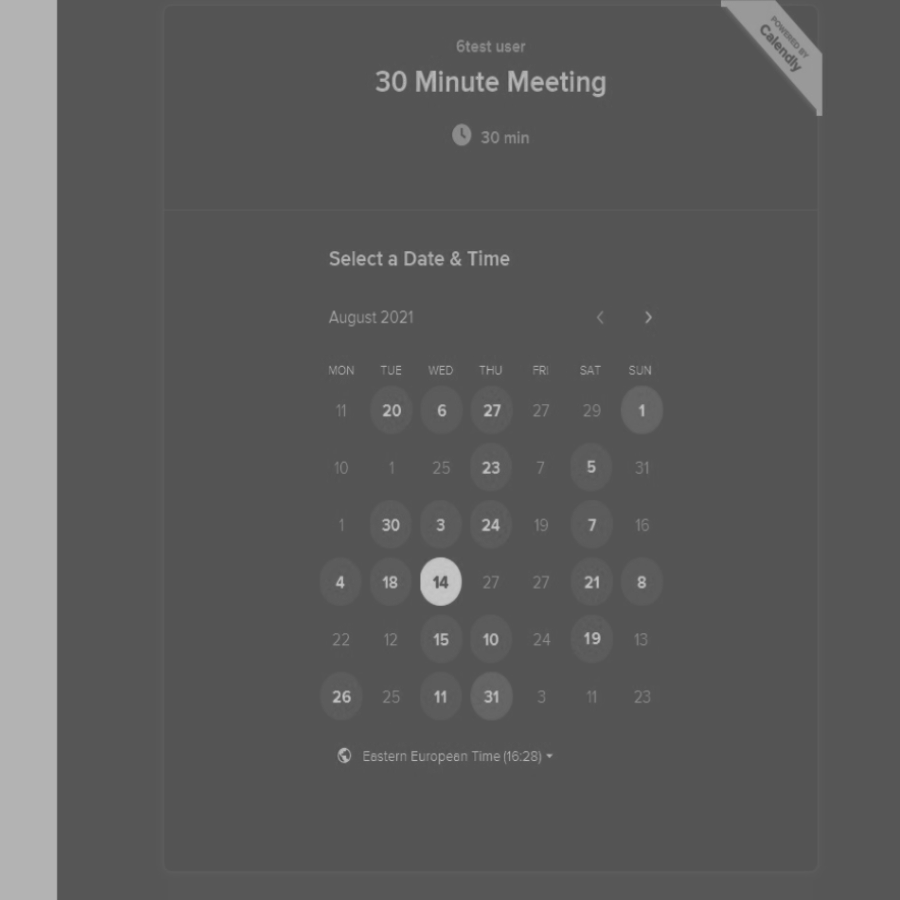 POWERED BY
Calendly
6test user
30 Minute Meeting
30 min
Select a Date & Time
August 2021
MON TUE WED THU FRI SAT SUN
11 20 6 27 27 29 1
10 1 25 23 7 5 31
1 30 3 24 19 7 16
4 18 14 27 27 21 8
22 12 15 10 24 19 13
26 25 11 31 3 11 23
Eastern European Time (16:28)